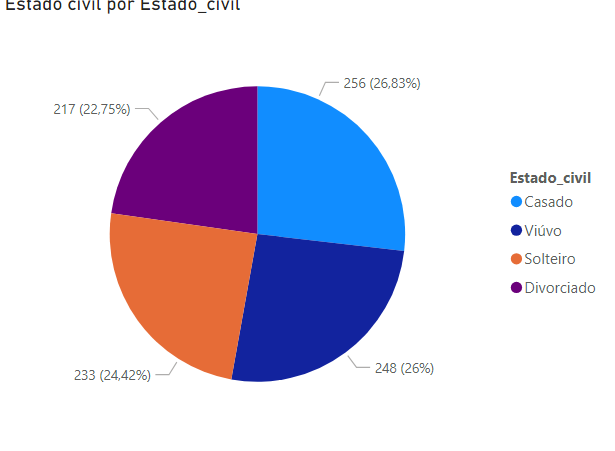 Estado civil por Estado_civil
256 (26,83%)
217 (22,75%)
Estado_civil
Casado
Viúvo
Solteiro
Divorciado
248 (26%)
233 (24,42%)